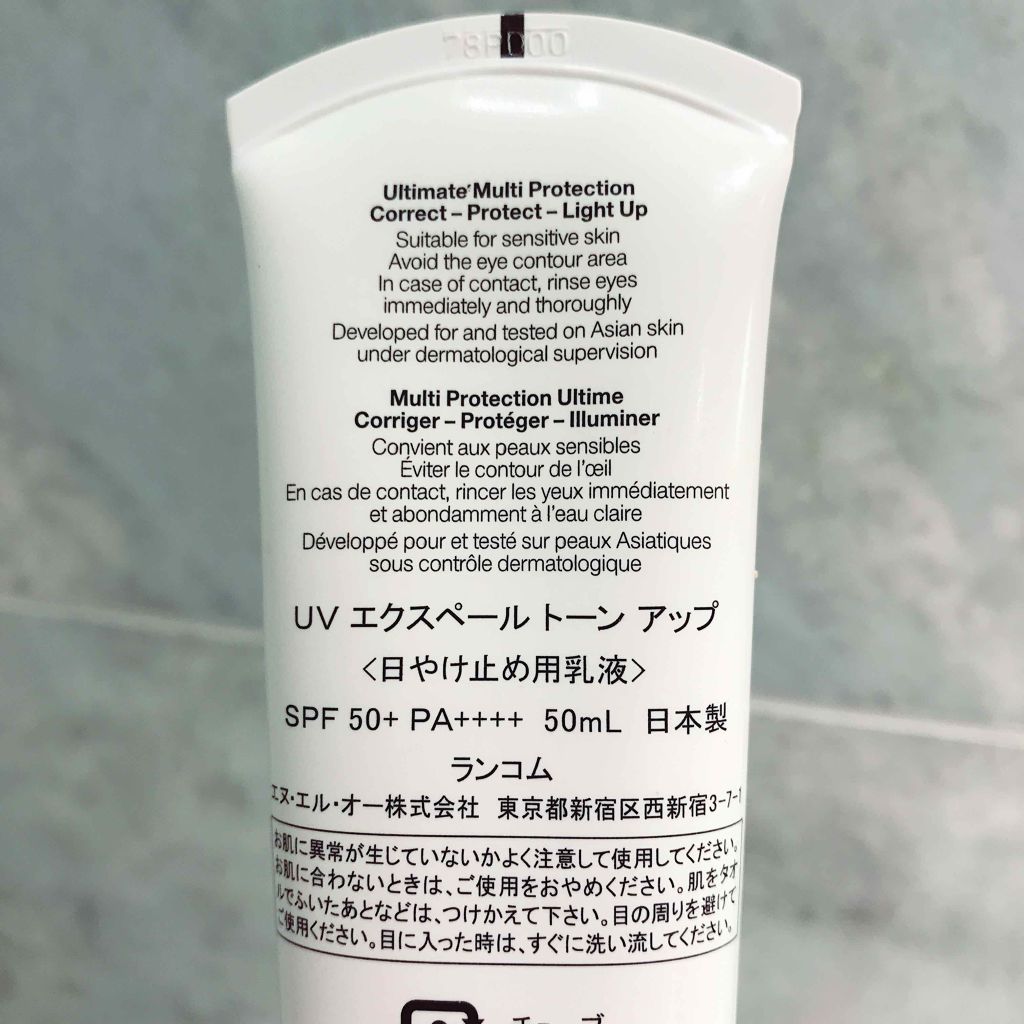 78P000
Ultimate Multi Protection
Correct – Protect – Light Up
Suitable for sensitive skin
Avoid the eye contour area
In case of contact, rinse eyes
immediately and thoroughly
Developed for and tested on Asian skin
under dermatological supervision
Multi Protection Ultime
Corriger – Protéger – Illuminer
Convient aux peaux sensibles
Éviter le contour de l'œil
En cas de contact, rincer les yeux immédiatement
et abondamment à l'eau claire
Développé pour et testé sur peaux Asiatiques
sous contrôle dermatologique
UV エクスペール トーン アップ
<日やけ止め用乳液>
SPF 50+ PA++++ 50mL 日本製
ランコム
エヌ・エル・オー株式会社 東京都新宿区西新宿3-7-1
お肌に異常が生じていないかよく注意して使用してください。
お肌に合わないときは、ご使用をおやめください。肌をタオ
ルでふいたあとなどは、つけかえて下さい。目の周りを避けて
ご使用ください。目に入った時は、すぐに洗い流してください。
チューブ